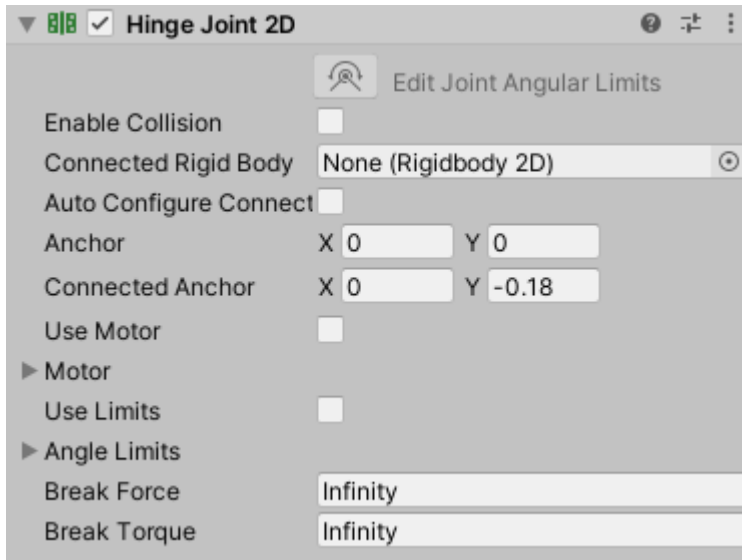 Hinge Joint 2D
Edit Joint Angular Limits
Enable Collision
Connected Rigid Body None (Rigidbody 2D)
Auto Configure Connect
Anchor X 0 Y 0
Connected Anchor X 0 Y -0.18
Use Motor
Motor
Use Limits
Angle Limits
Break Force Infinity
Break Torque Infinity